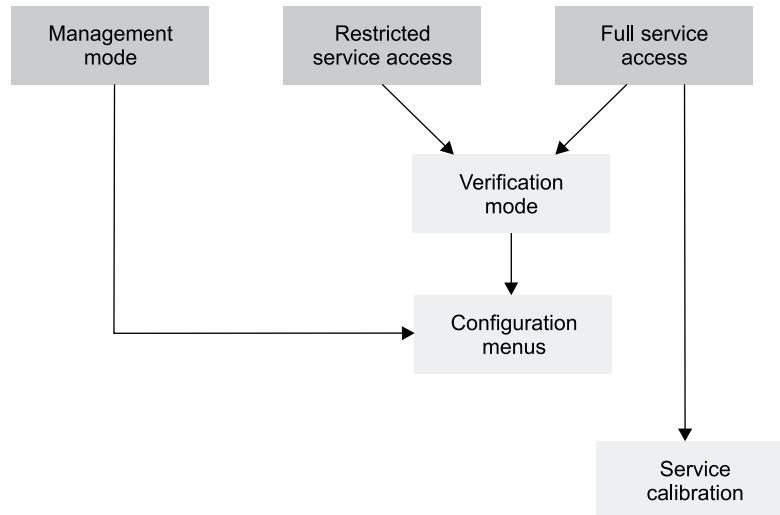 Management
mode
Restricted
service access
Full service
access
Verification
mode
Configuration
menus
Service
calibration